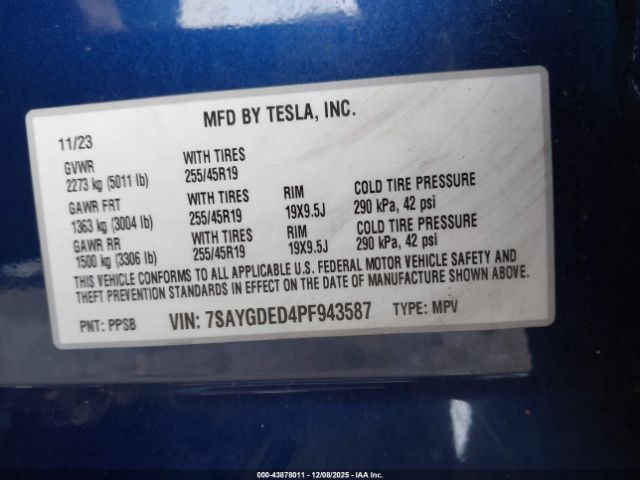 MFD BY TESLA, INC.
11/23
GVWR WITH TIRES
2273 kg (5011 lb) 255/45R19
GAWR FRT WITH TIRES RIM COLD TIRE PRESSURE
1363 kg (3004 lb) 255/45R19 19X9.5J 290 kPa, 42 psi
GAWR RR WITH TIRES RIM COLD TIRE PRESSURE
1500 kg (3306 lb) 255/45R19 19X9.5J 290 kPa, 42 psi
THIS VEHICLE CONFORMS TO ALL APPLICABLE U.S. FEDERAL MOTOR VEHICLE SAFETY AND
THEFT PREVENTION STANDARDS IN EFFECT ON THE DATE OF MANUFACTURE SHOWN ABOVE.
PNT: PPSB VIN: 7SAYGDED4PF943587 TYPE: MPV
000-43878011 - 12/08/2025 - IAA Inc.